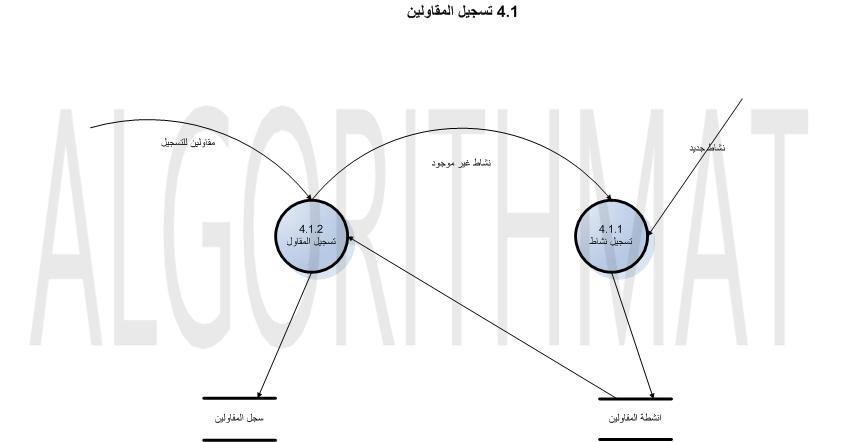 4.1 تسجيل المقاولين
ALGORITHMAT
نشاط جديد
نشاط غير موجود
مقاولين للتسجيل
4.1.1
تسجيل نشاط
4.1.2
تسجيل المقاول
انشطة المقاولين
سجل المقاولين